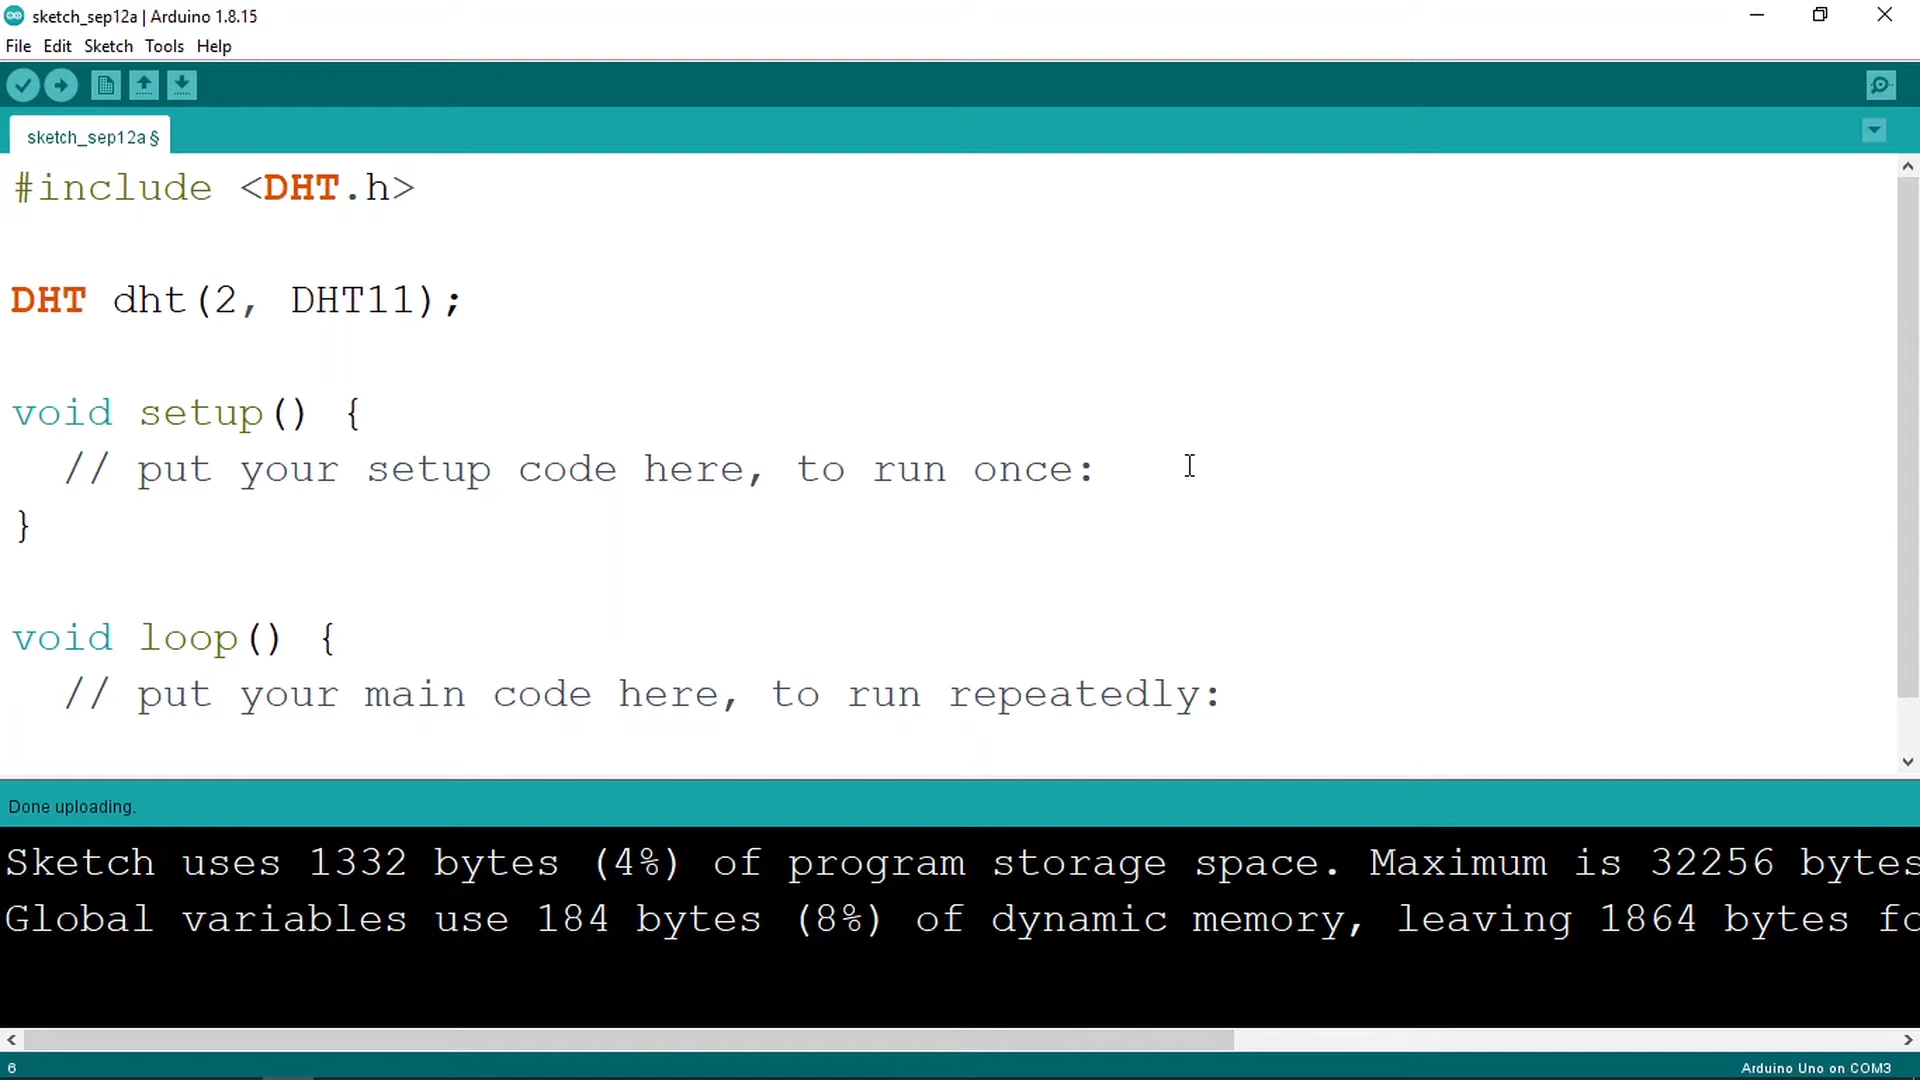 sketch_sep12a | Arduino 1.8.15
File Edit Sketch Tools Help
sketch_sep12a §
#include <DHT.h>
DHT dht(2, DHT11);
void setup() {
// put your setup code here, to run once:
}
void loop() {
// put your main code here, to run repeatedly:
Done uploading.
Sketch uses 1332 bytes (4%) of program storage space. Maximum is 32256 bytes
Global variables use 184 bytes (8%) of dynamic memory, leaving 1864 bytes fo
6
Arduino Uno on COM3